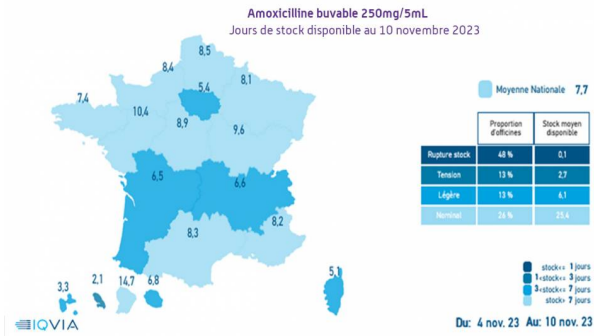 Amoxicilline buvable 250mg/5mL
Jours de stock disponible au 10 novembre 2023
8,5
8,4
8,1
5,4
7,4
10,4
8,9
9,6
6,5
6,6
8,2
8,3
3,3
2,1
14,7
6,8
5,1
Moyenne Nationale 7,7
Proportion d'officines
Stock moyen disponible
Rupture stock 48 % 0,1
Tension 13 % 2,7
Légère 13 % 6,1
Nominal 26 % 23,4
stock<= 1 jours
1<stock<= 3 jours
3<stock<= 7 jours
stock> 7 jours
Du: 4 nov. 23 Au: 10 nov. 23
IQVIA